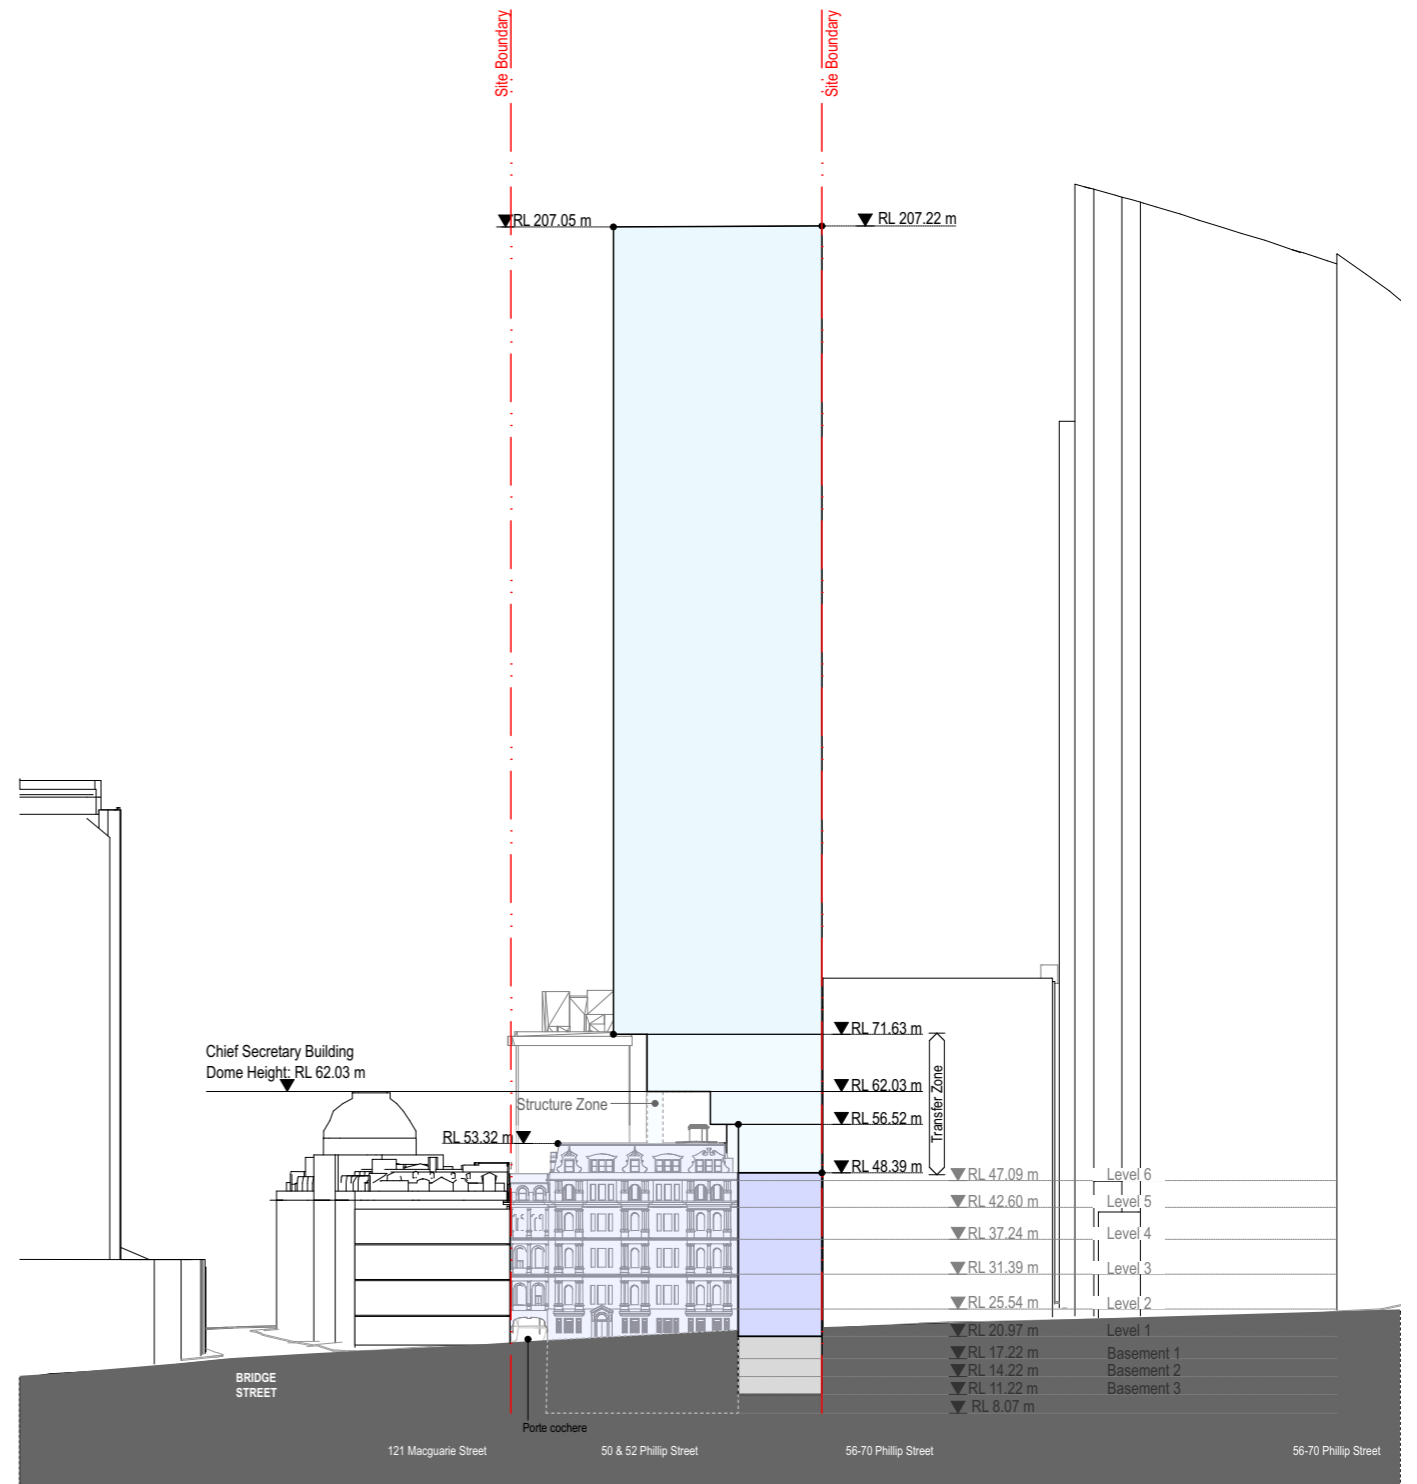 Site Boundary
Site Boundary
RL 207.05 m
RL 207.22 m
RL 71.63 m
Chief Secretary Building
Dome Height: RL 62.03 m
RL 62.03 m
Structure Zone
Transfer Zone
RL 56.52 m
RL 53.32 m
RL 48.39 m
RL 47.09 m Level 6
RL 42.60 m Level 5
RL 37.24 m Level 4
RL 31.39 m Level 3
RL 25.54 m Level 2
RL 20.97 m Level 1
RL 17.22 m Basement 1
RL 14.22 m Basement 2
RL 11.22 m Basement 3
RL 8.07 m
BRIDGE
STREET
Porte cochere
121 Macguarie Street
50 & 52 Phillip Street
56-70 Phillip Street
56-70 Phillip Street